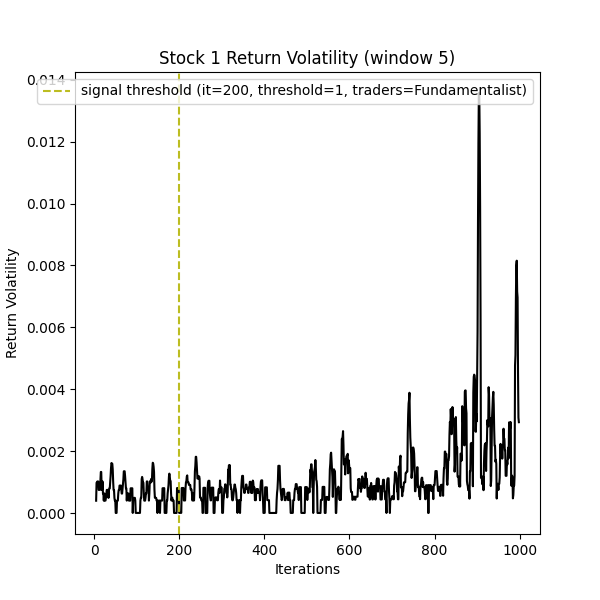 Stock 1 Return Volatility (window 5)
signal threshold (it=200, threshold=1, traders=Fundamentalist)
Return Volatility
0.014
0.012
0.010
0.008
0.006
0.004
0.002
0.000
0 200 400 600 800 1000
Iterations